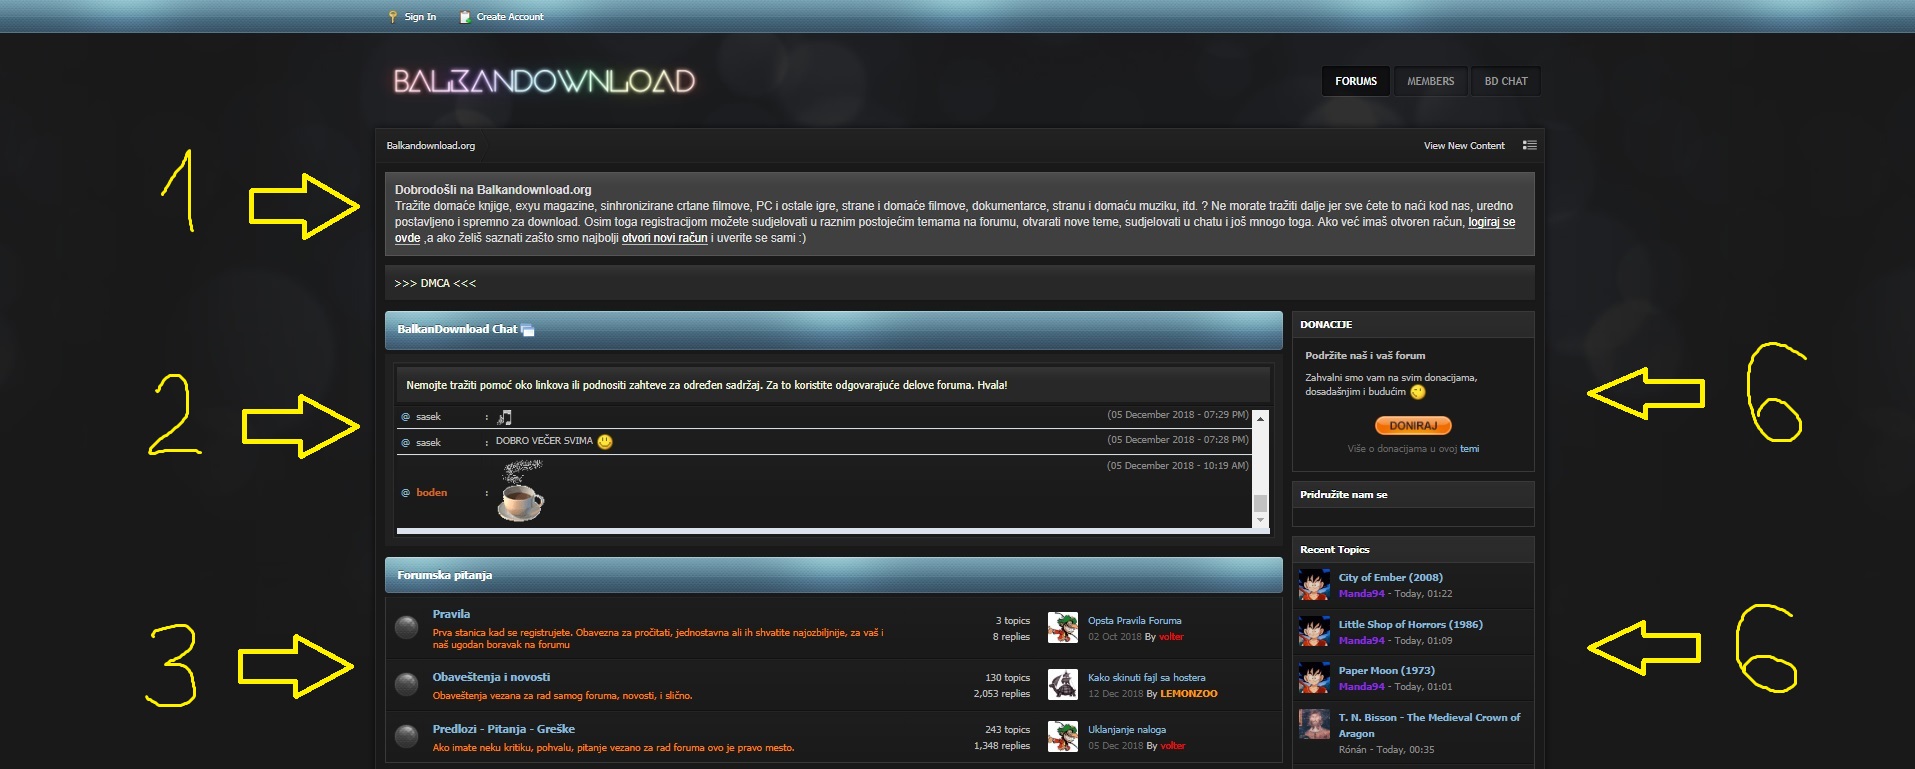 Sign In
Create Account
BALKANDOWNLOAD
FORUMS
MEMBERS
BD CHAT
Balkandownload.org
View New Content
1
Dobrodošli na Balkandownload.org
Tražite domaće knjige, exyu magazine, sinhronizirane crtane filmove, PC i ostale igre, strane i domaće filmove, dokumentarce, stranu i domaću muziku, itd. ? Ne morate tražiti dalje jer sve ćete to naći kod nas, uredno
postavljeno i spremno za download. Osim toga registracijom možete sudjelovati u raznim postojećim temama na forumu, otvarati nove teme, sudjelovati u chatu i još mnogo toga. Ako već imaš otvoren račun, logiraj se
ovde ,a ako želiš saznati zašto smo najbolji otvori novi račun i uverite se sami :)
>>> DMCA <<<
BalkanDownload Chat
2
Nemojte tražiti pomoć oko linkova ili podnositi zahteve za određen sadržaj. Za to koristite odgovarajuće delove foruma. Hvala!
@ sasek : (05 December 2018 - 07:29 PM)
@ sasek : DOBRO VEČER SVIMA (05 December 2018 - 07:28 PM)
@ boden : (05 December 2018 - 10:19 AM)
Forumska pitanja
3
Pravila
Prva stanica kad se registrujete. Obavezna za pročitati, jednostavna ali ih shvatite najozbiljnije, za vaš i
naš ugodan boravak na forumu
3 topics
8 replies
Opsta Pravila Foruma
02 Oct 2018 By volter
Obaveštenja i novosti
Obaveštenja vezana za rad samog foruma, novosti, i slično.
130 topics
2,053 replies
Kako skinuti fajl sa hostera
12 Dec 2018 By LEMONZOO
Predlozi - Pitanja - Greške
Ako imate neku kritiku, pohvalu, pitanje vezano za rad foruma ovo je pravo mesto.
243 topics
1,348 replies
Uklanjanje naloga
05 Dec 2018 By volter
DONACIJE
Podržite naš i vaš forum
Zahvalni smo vam na svim donacijama,
dosadašnjim i budućim
DONIRAJ
Više o donacijama u ovoj temi
6
Pridružite nam se
Recent Topics
City of Ember (2008)
Manda94 - Today, 01:22
Little Shop of Horrors (1986)
Manda94 - Today, 01:09
Paper Moon (1973)
Manda94 - Today, 01:01
T. N. Bisson - The Medieval Crown of
Aragon
Rónán - Today, 00:35
6